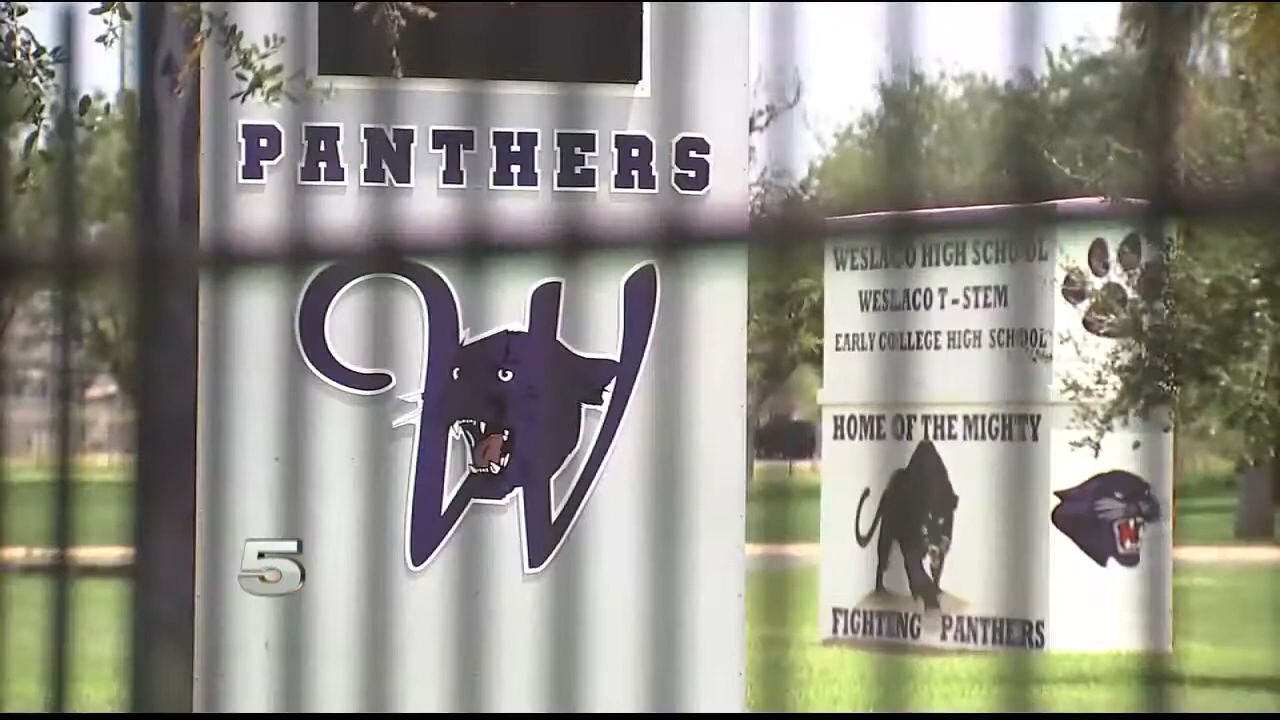 PANTHERS
W
5
WESLACO HIGH SCHOOL
WESLACO T-STEM
EARLY COLLEGE HIGH SCHOOL
HOME OF THE MIGHTY
FIGHTING PANTHERS